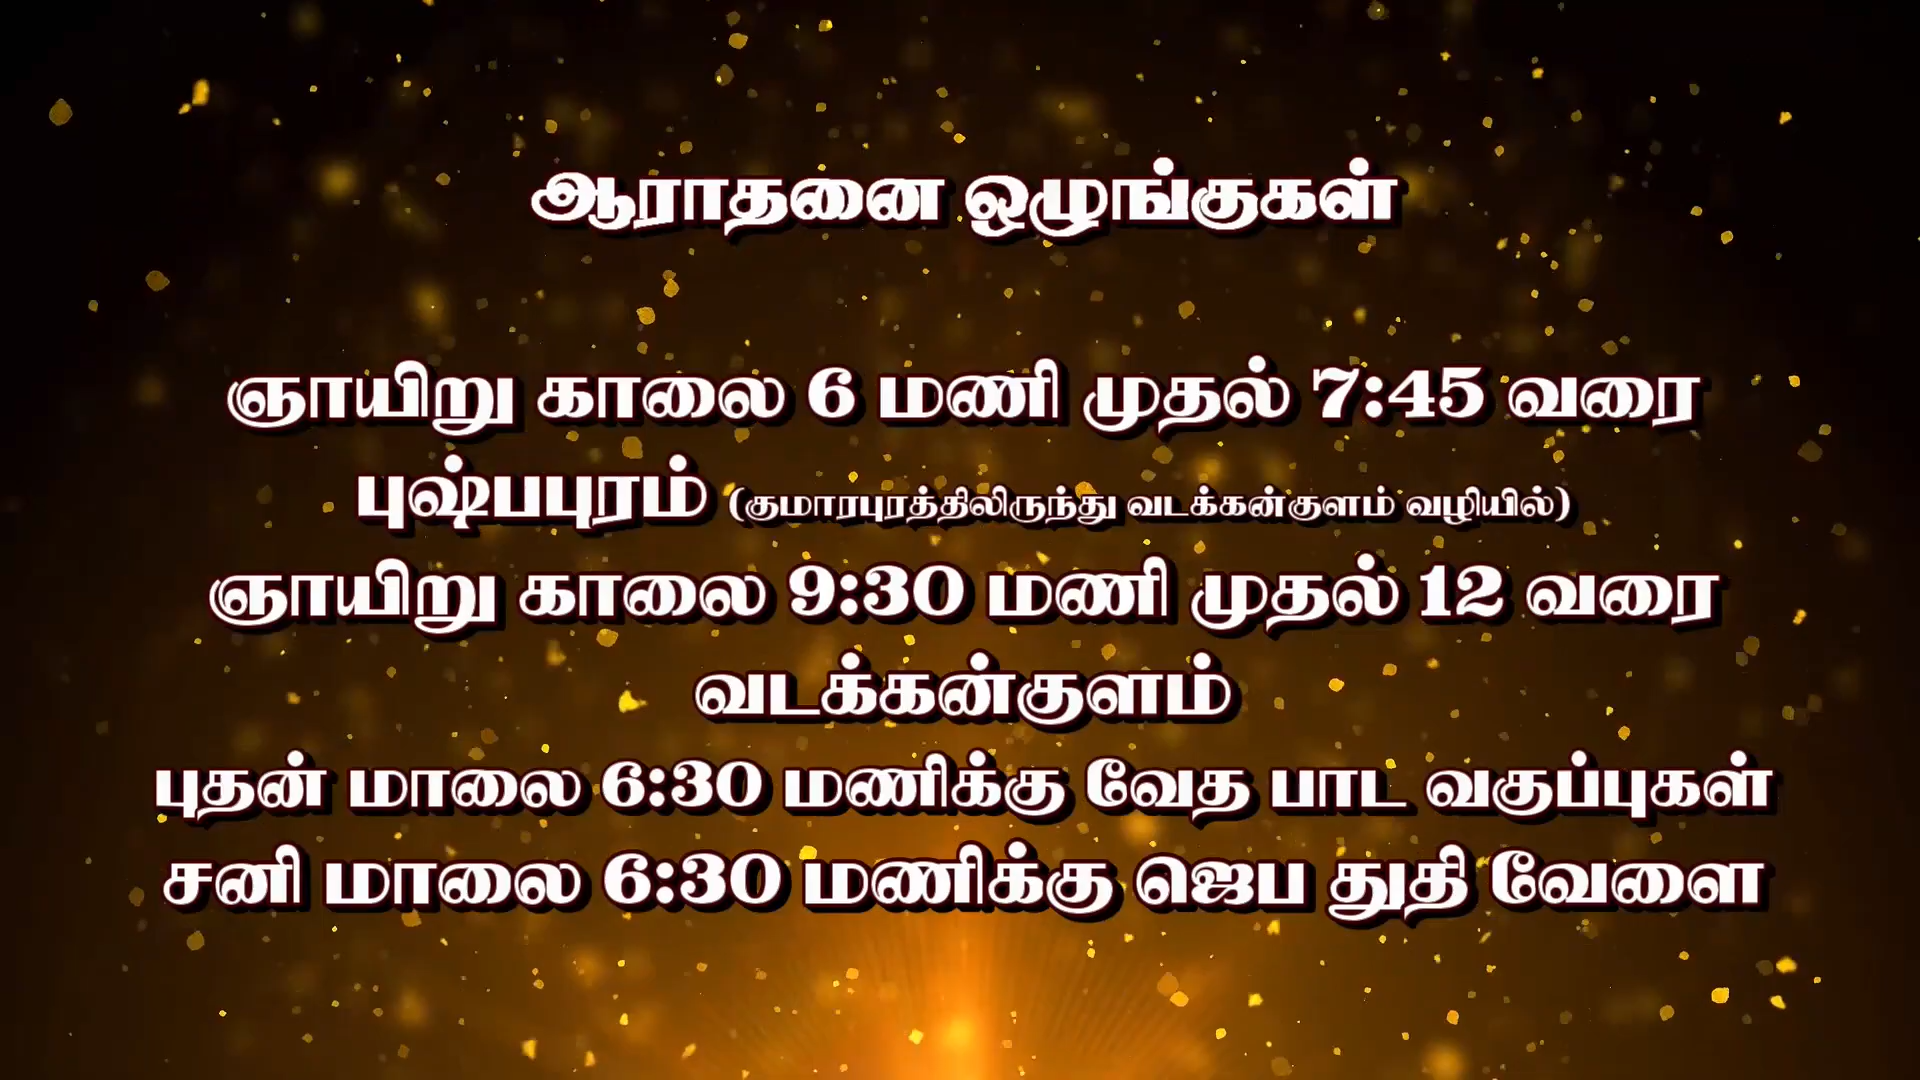 ஆராதனை ஒழுங்குகள்
ஞாயிறு காலை 6 மணி முதல் 7:45 வரை
புஷ்பபுரம் (குமாரபுரத்திலிருந்து வடக்கன்குளம் வழியில்)
ஞாயிறு காலை 9:30 மணி முதல் 12 வரை
வடக்கன்குளம்
புதன் மாலை 6:30 மணிக்கு வேத பாட வகுப்புகள்
சனி மாலை 6:30 மணிக்கு ஜெப துதி வேளை